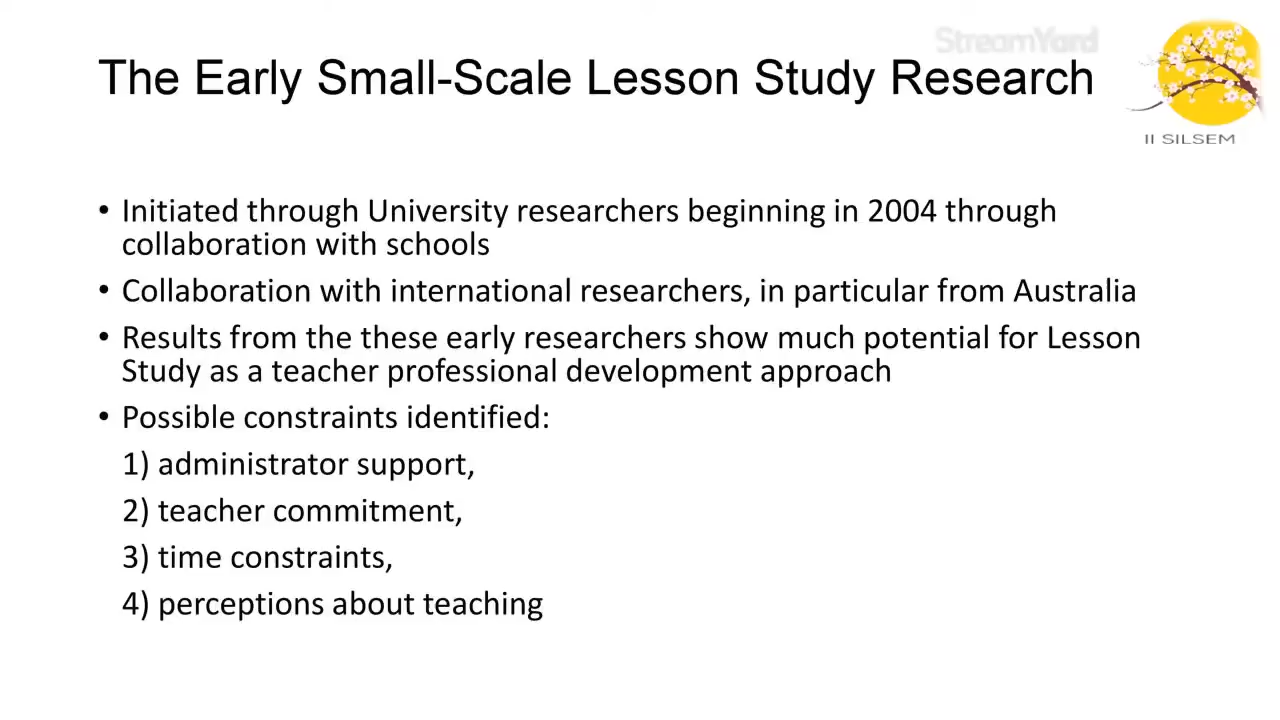 StreamYard
The Early Small-Scale Lesson Study Research
II SILSEM
• Initiated through University researchers beginning in 2004 through
collaboration with schools
• Collaboration with international researchers, in particular from Australia
• Results from the these early researchers show much potential for Lesson
Study as a teacher professional development approach
• Possible constraints identified:
1) administrator support,
2) teacher commitment,
3) time constraints,
4) perceptions about teaching